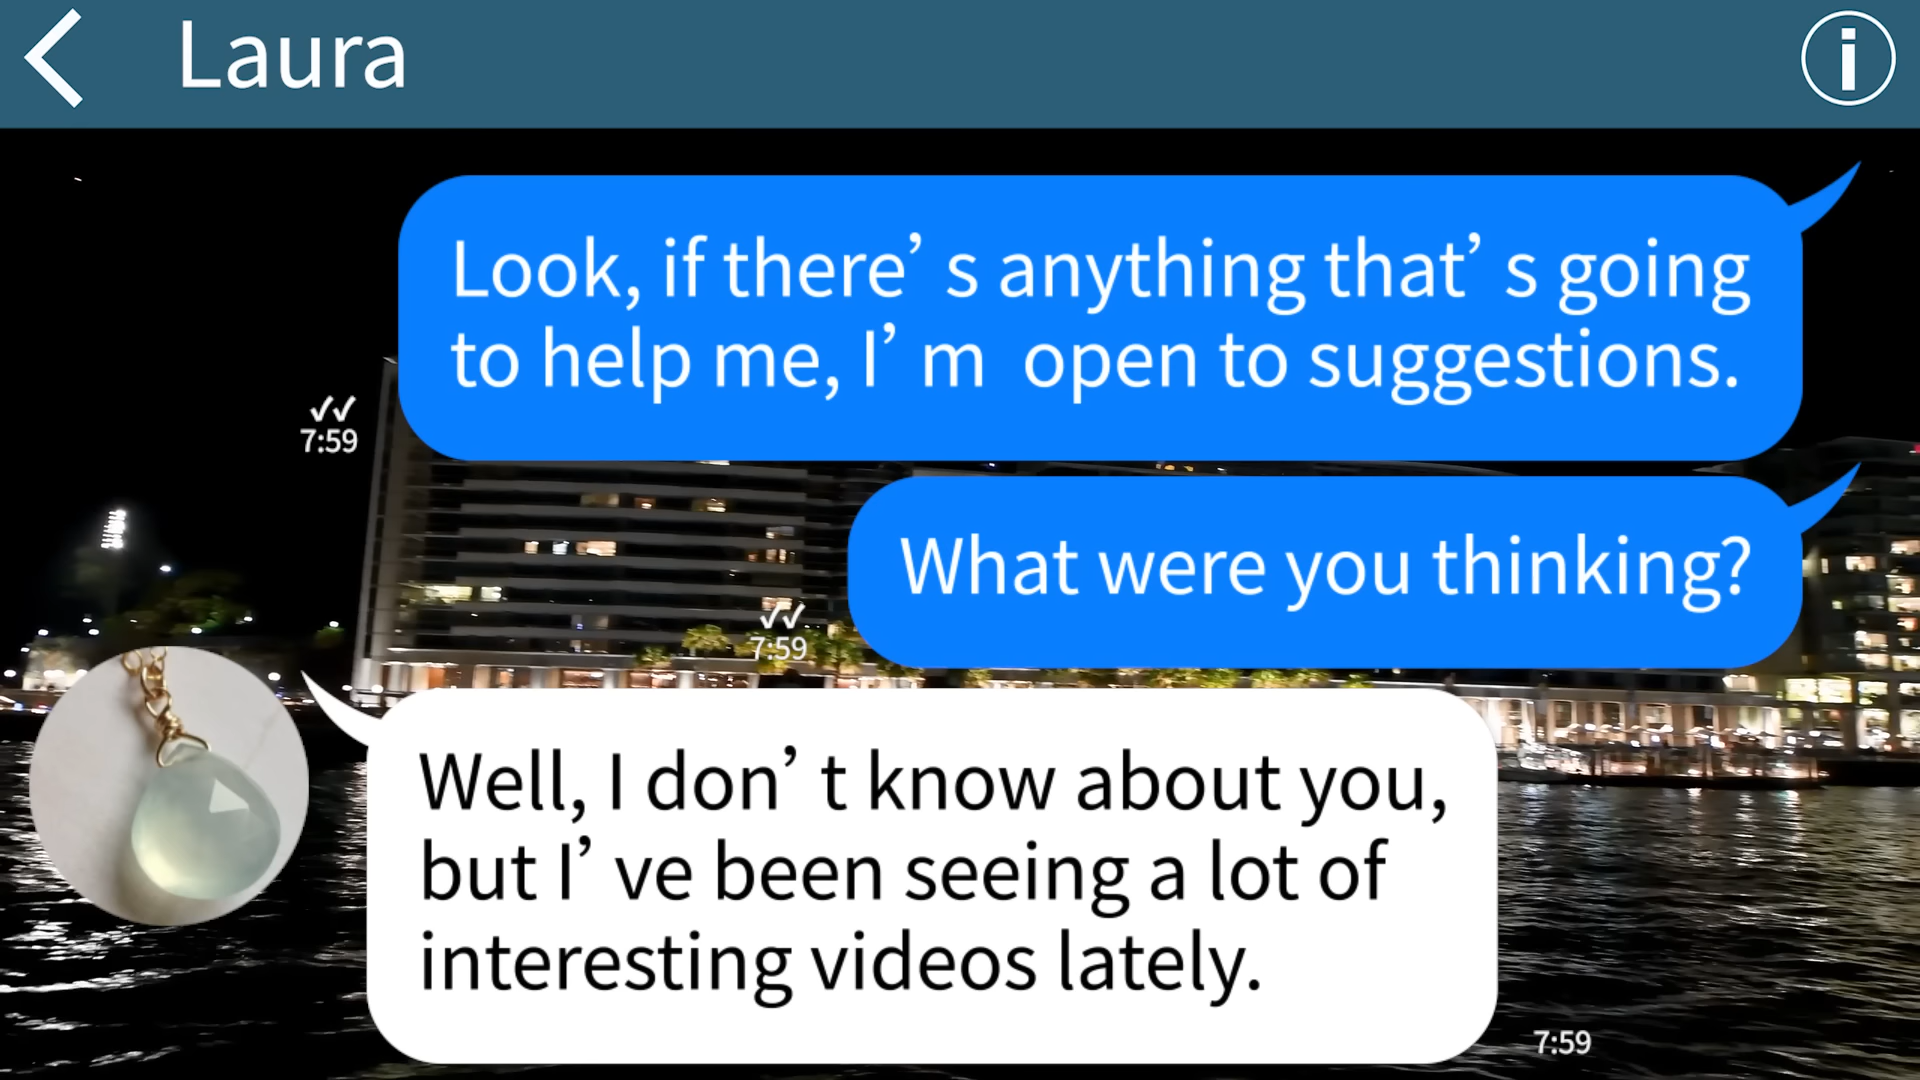 Laura
Look, if there’s anything that’s going
to help me, I’m open to suggestions.
7:59
What were you thinking?
7:59
Well, I don’t know about you,
but I’ve been seeing a lot of
interesting videos lately.
7:59